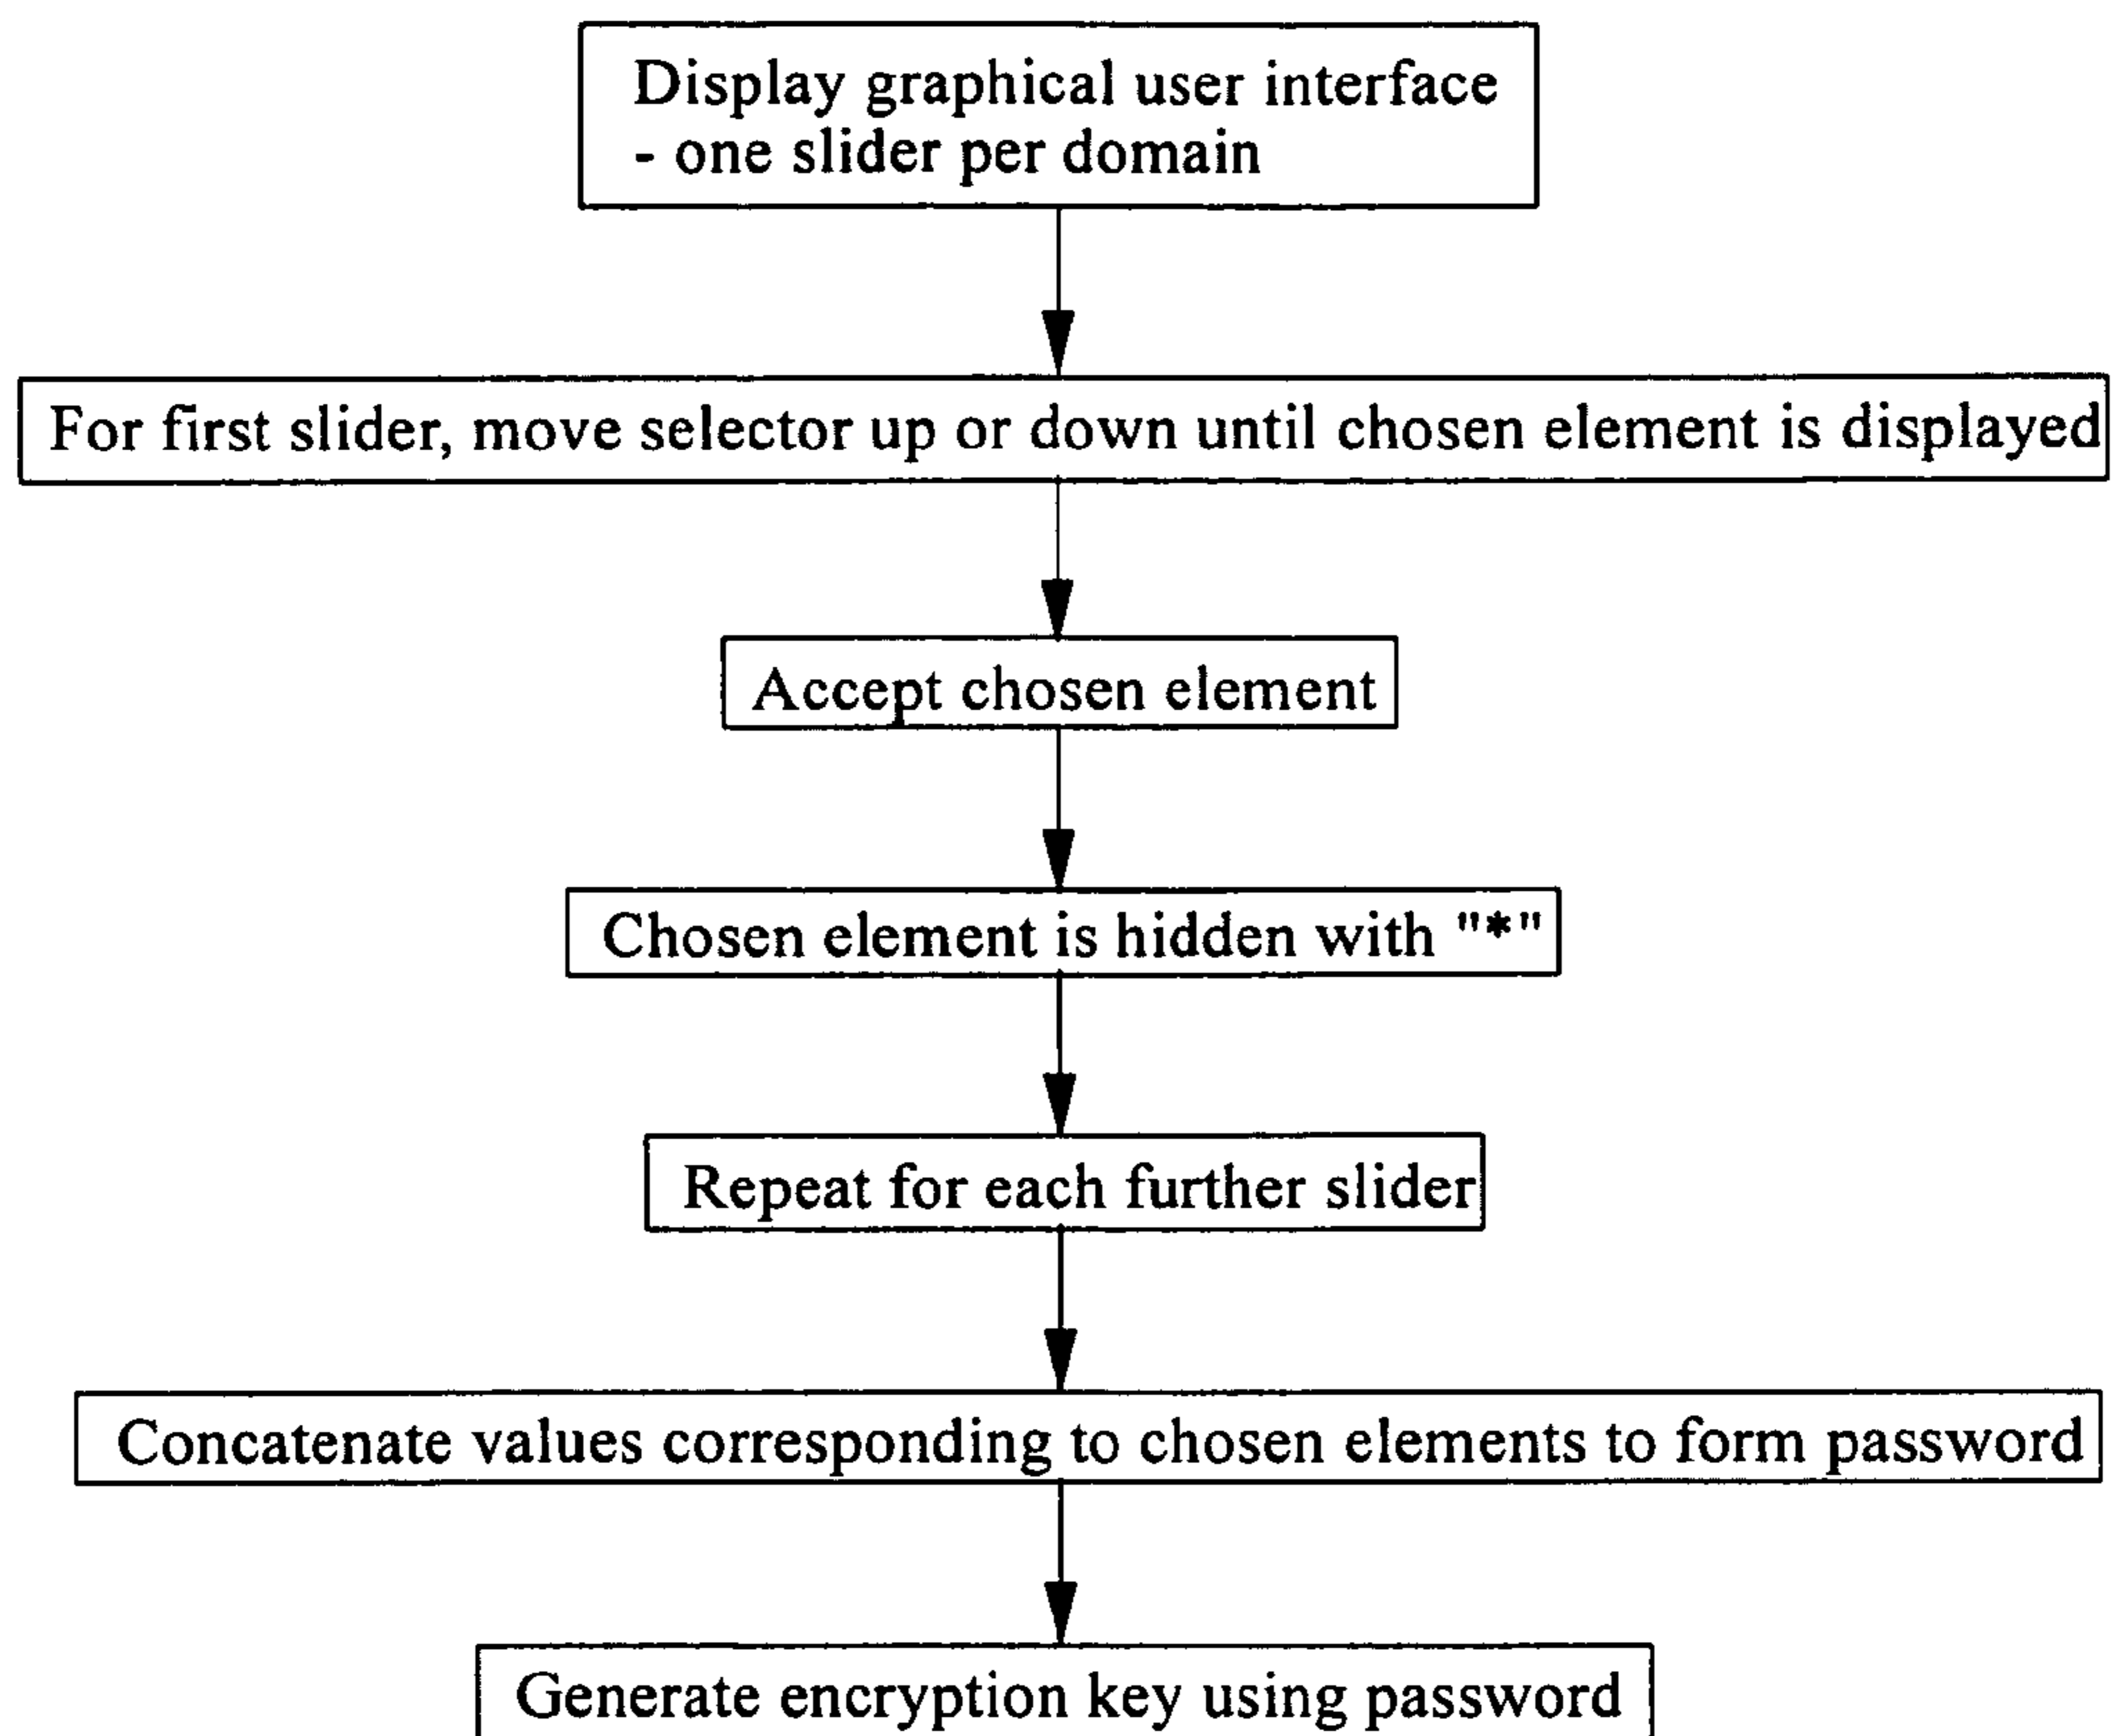 Display graphical user interface
- one slider per domain
For first slider, move selector up or down until chosen element is displayed
Accept chosen element
Chosen element is hidden with "*"
Repeat for each further slider
Concatenate values corresponding to chosen elements to form password
Generate encryption key using password